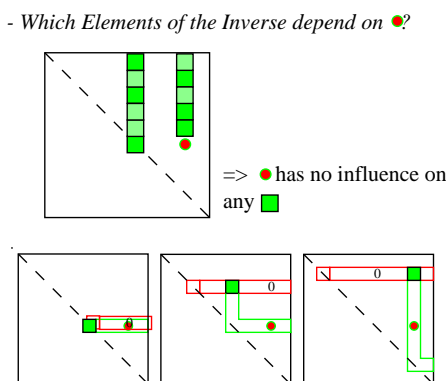 - Which Elements of the Inverse depend on ?
=> has no influence on
any
0
0
0